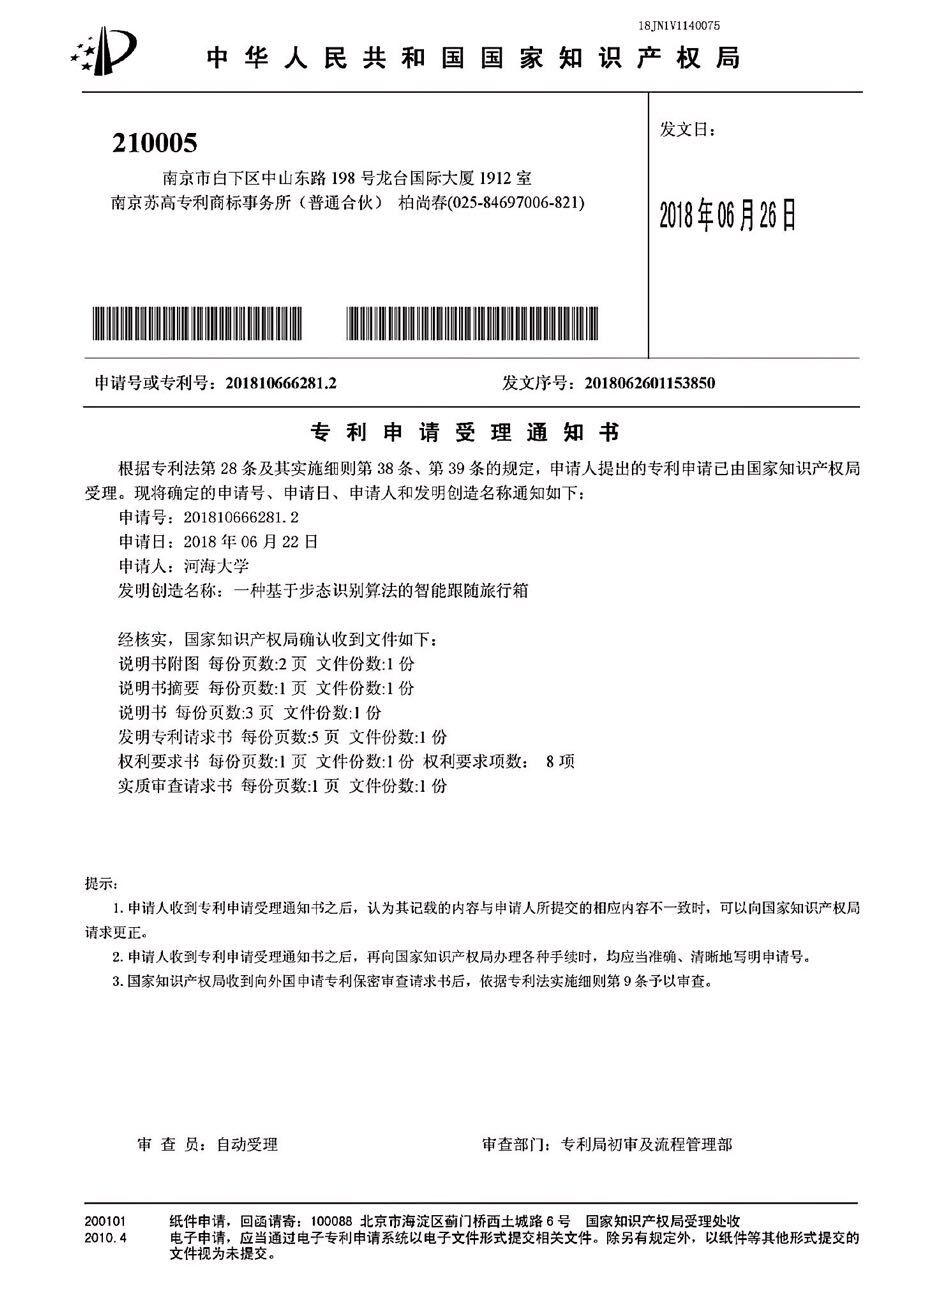 18JN1V1140075
中华人民共和国国家知识产权局
210005
南京市白下区中山东路 198 号龙台国际大厦 1912 室
南京苏高专利商标事务所（普通合伙） 柏尚春(025-84697006-821)
发文日：
2018 年 06 月 26 日
申请号或专利号：201810666281.2
发文序号：2018062601153850
专利申请受理通知书
根据专利法第 28 条及其实施细则第 38 条、第 39 条的规定，申请人提出的专利申请已由国家知识产权局
受理。现将确定的申请号、申请日、申请人和发明创造名称通知如下：
申请号：201810666281.2
申请日：2018 年 06 月 22 日
申请人：河海大学
发明创造名称：一种基于步态识别算法的智能跟随旅行箱
经核实，国家知识产权局确认收到文件如下：
说明书附图 每份页数:2 页 文件份数:1 份
说明书摘要 每份页数:1 页 文件份数:1 份
说明书 每份页数:3 页 文件份数:1 份
发明专利请求书 每份页数:5 页 文件份数:1 份
权利要求书 每份页数:1 页 文件份数:1 份 权利要求项数： 8 项
实质审查请求书 每份页数:1 页 文件份数:1 份
提示：
1. 申请人收到专利申请受理通知书之后，认为其记载的内容与申请人所提交的相应内容不一致时，可以向国家知识产权局
请求更正。
2. 申请人收到专利申请受理通知书之后，再向国家知识产权局办理各种手续时，均应当准确、清晰地写明申请号。
3. 国家知识产权局收到向外国申请专利保密审查请求书后，依据专利法实施细则第 9 条予以审查。
审 查 员：自动受理
审查部门：专利局初审及流程管理部
200101 纸件申请，回函请寄：100088 北京市海淀区蓟门桥西土城路 6 号 国家知识产权局受理处收
2010.4 电子申请，应当通过电子专利申请系统以电子文件形式提交相关文件。除另有规定外，以纸件等其他形式提交的
文件视为未提交。